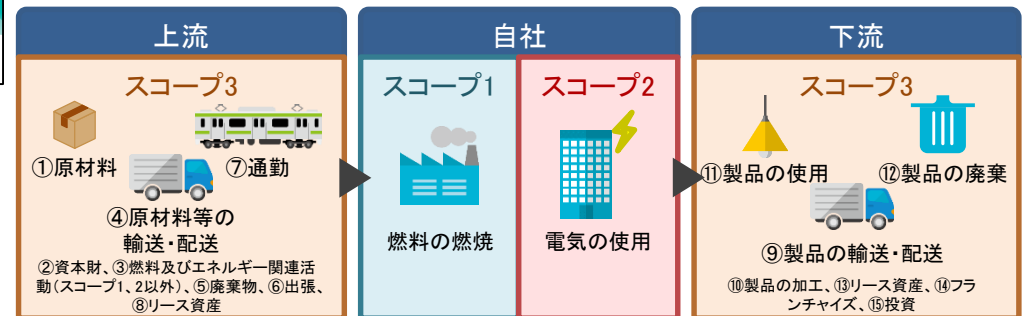 上流
スコープ3
①原材料
⑦通勤
④原材料等の
輸送・配送
②資本財、③燃料及びエネルギー関連活
動(スコープ1、2以外)、⑤廃棄物、⑥出張、
⑧リース資産
自社
スコープ1
燃料の燃焼
スコープ2
電気の使用
下流
スコープ3
⑪製品の使用
⑫製品の廃棄
⑨製品の輸送・配送
⑩製品の加工、⑬リース資産、⑭フラ
ンチャイズ、⑮投資